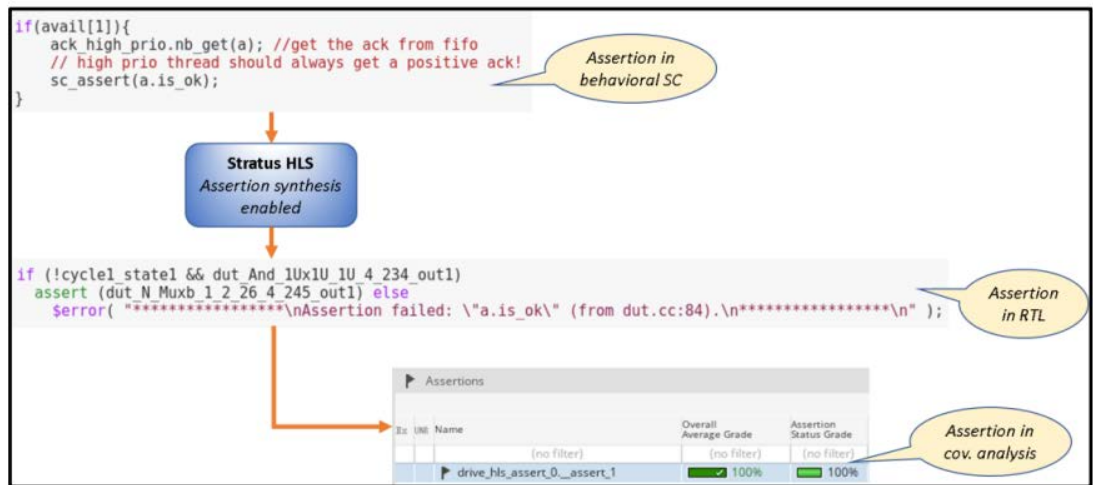 if(avail[1]){
ack_high_prio.nb_get(a); //get the ack from fifo
// high prio thread should always get a positive ack!
sc_assert(a.is_ok);
}
Assertion in
behavioral SC
Stratus HLS
Assertion synthesis
enabled
if (!cycle1_state1 && dut_And_1Ux1U_1U_4_234_out1)
assert (dut_N_Muxb_1_2_26_4_245_out1) else
$error( "*****************\nAssertion failed: \"a.is_ok\" (from dut.cc:84).\n*****************\n" );
Assertion
in RTL
Assertions
Ex UNR Name Overall Average Grade Assertion Status Grade
(no filter) (no filter) (no filter)
drive_hls_assert_0.__assert_1 100% 100%
Assertion in
cov. analysis